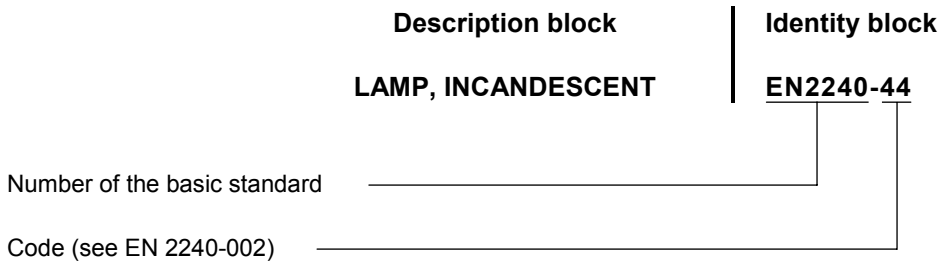 Description block Identity block
LAMP, INCANDESCENT EN2240-44
Number of the basic standard
Code (see EN 2240-002)